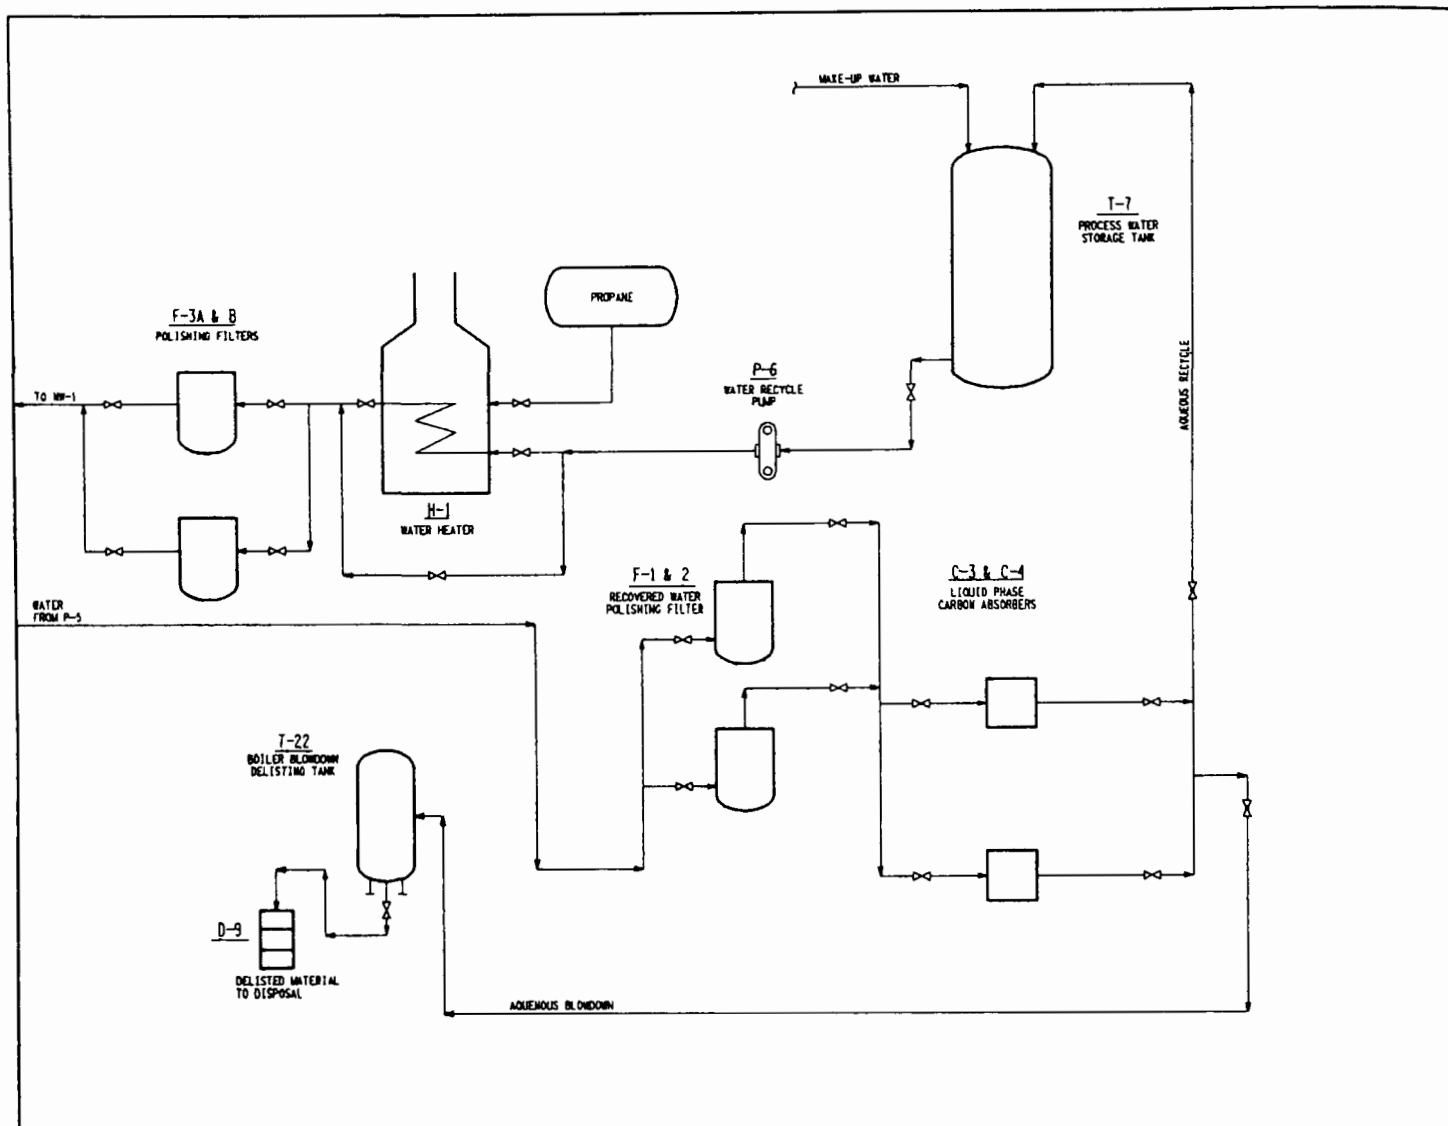 MAKE-UP WATER
T-7
PROCESS WATER
STORAGE TANK
AQUEOUS RECYCLE
PROPANE
F-3A & B
POLISHING FILTERS
TO MW-1
P-6
WATER RECYCLE
PUMP
H-1
WATER HEATER
F-1 & 2
RECOVERED WATER
POLISHING FILTER
C-3 & C-4
LIQUID PHASE
CARBON ABSORBERS
WATER
FROM P-5
T-22
BOILER BLOWDOWN
DELISTING TANK
D-9
DELISTED MATERIAL
TO DISPOSAL
AQUENOUS BLOWDOWN